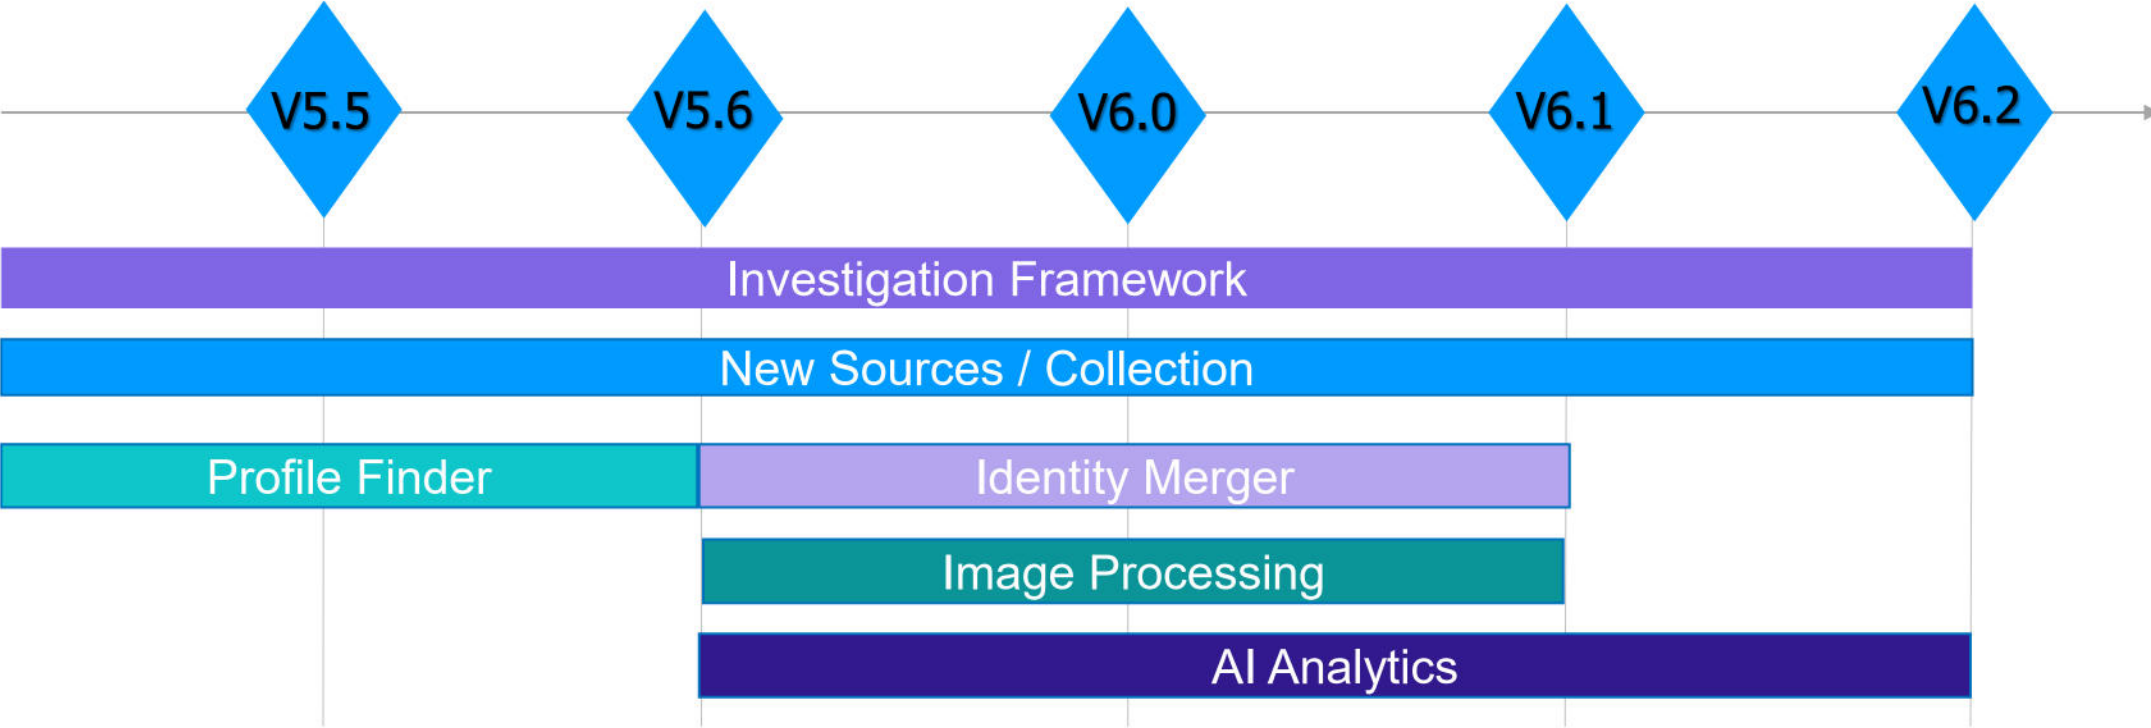 V5.5
V5.6
V6.0
V6.1
V6.2
Investigation Framework
New Sources / Collection
Profile Finder
Identity Merger
Image Processing
AI Analytics